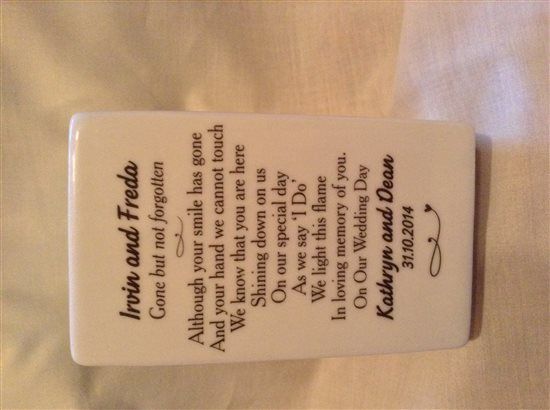 Irvin and Freda
Gone but not forgotten
Although your smile has gone
And your hand we cannot touch
We know that you are here
Shining down on us
On our special day
As we say 'I Do'
We light this flame
In loving memory of you.
On Our Wedding Day
Kathryn and Dean
31.10.2014